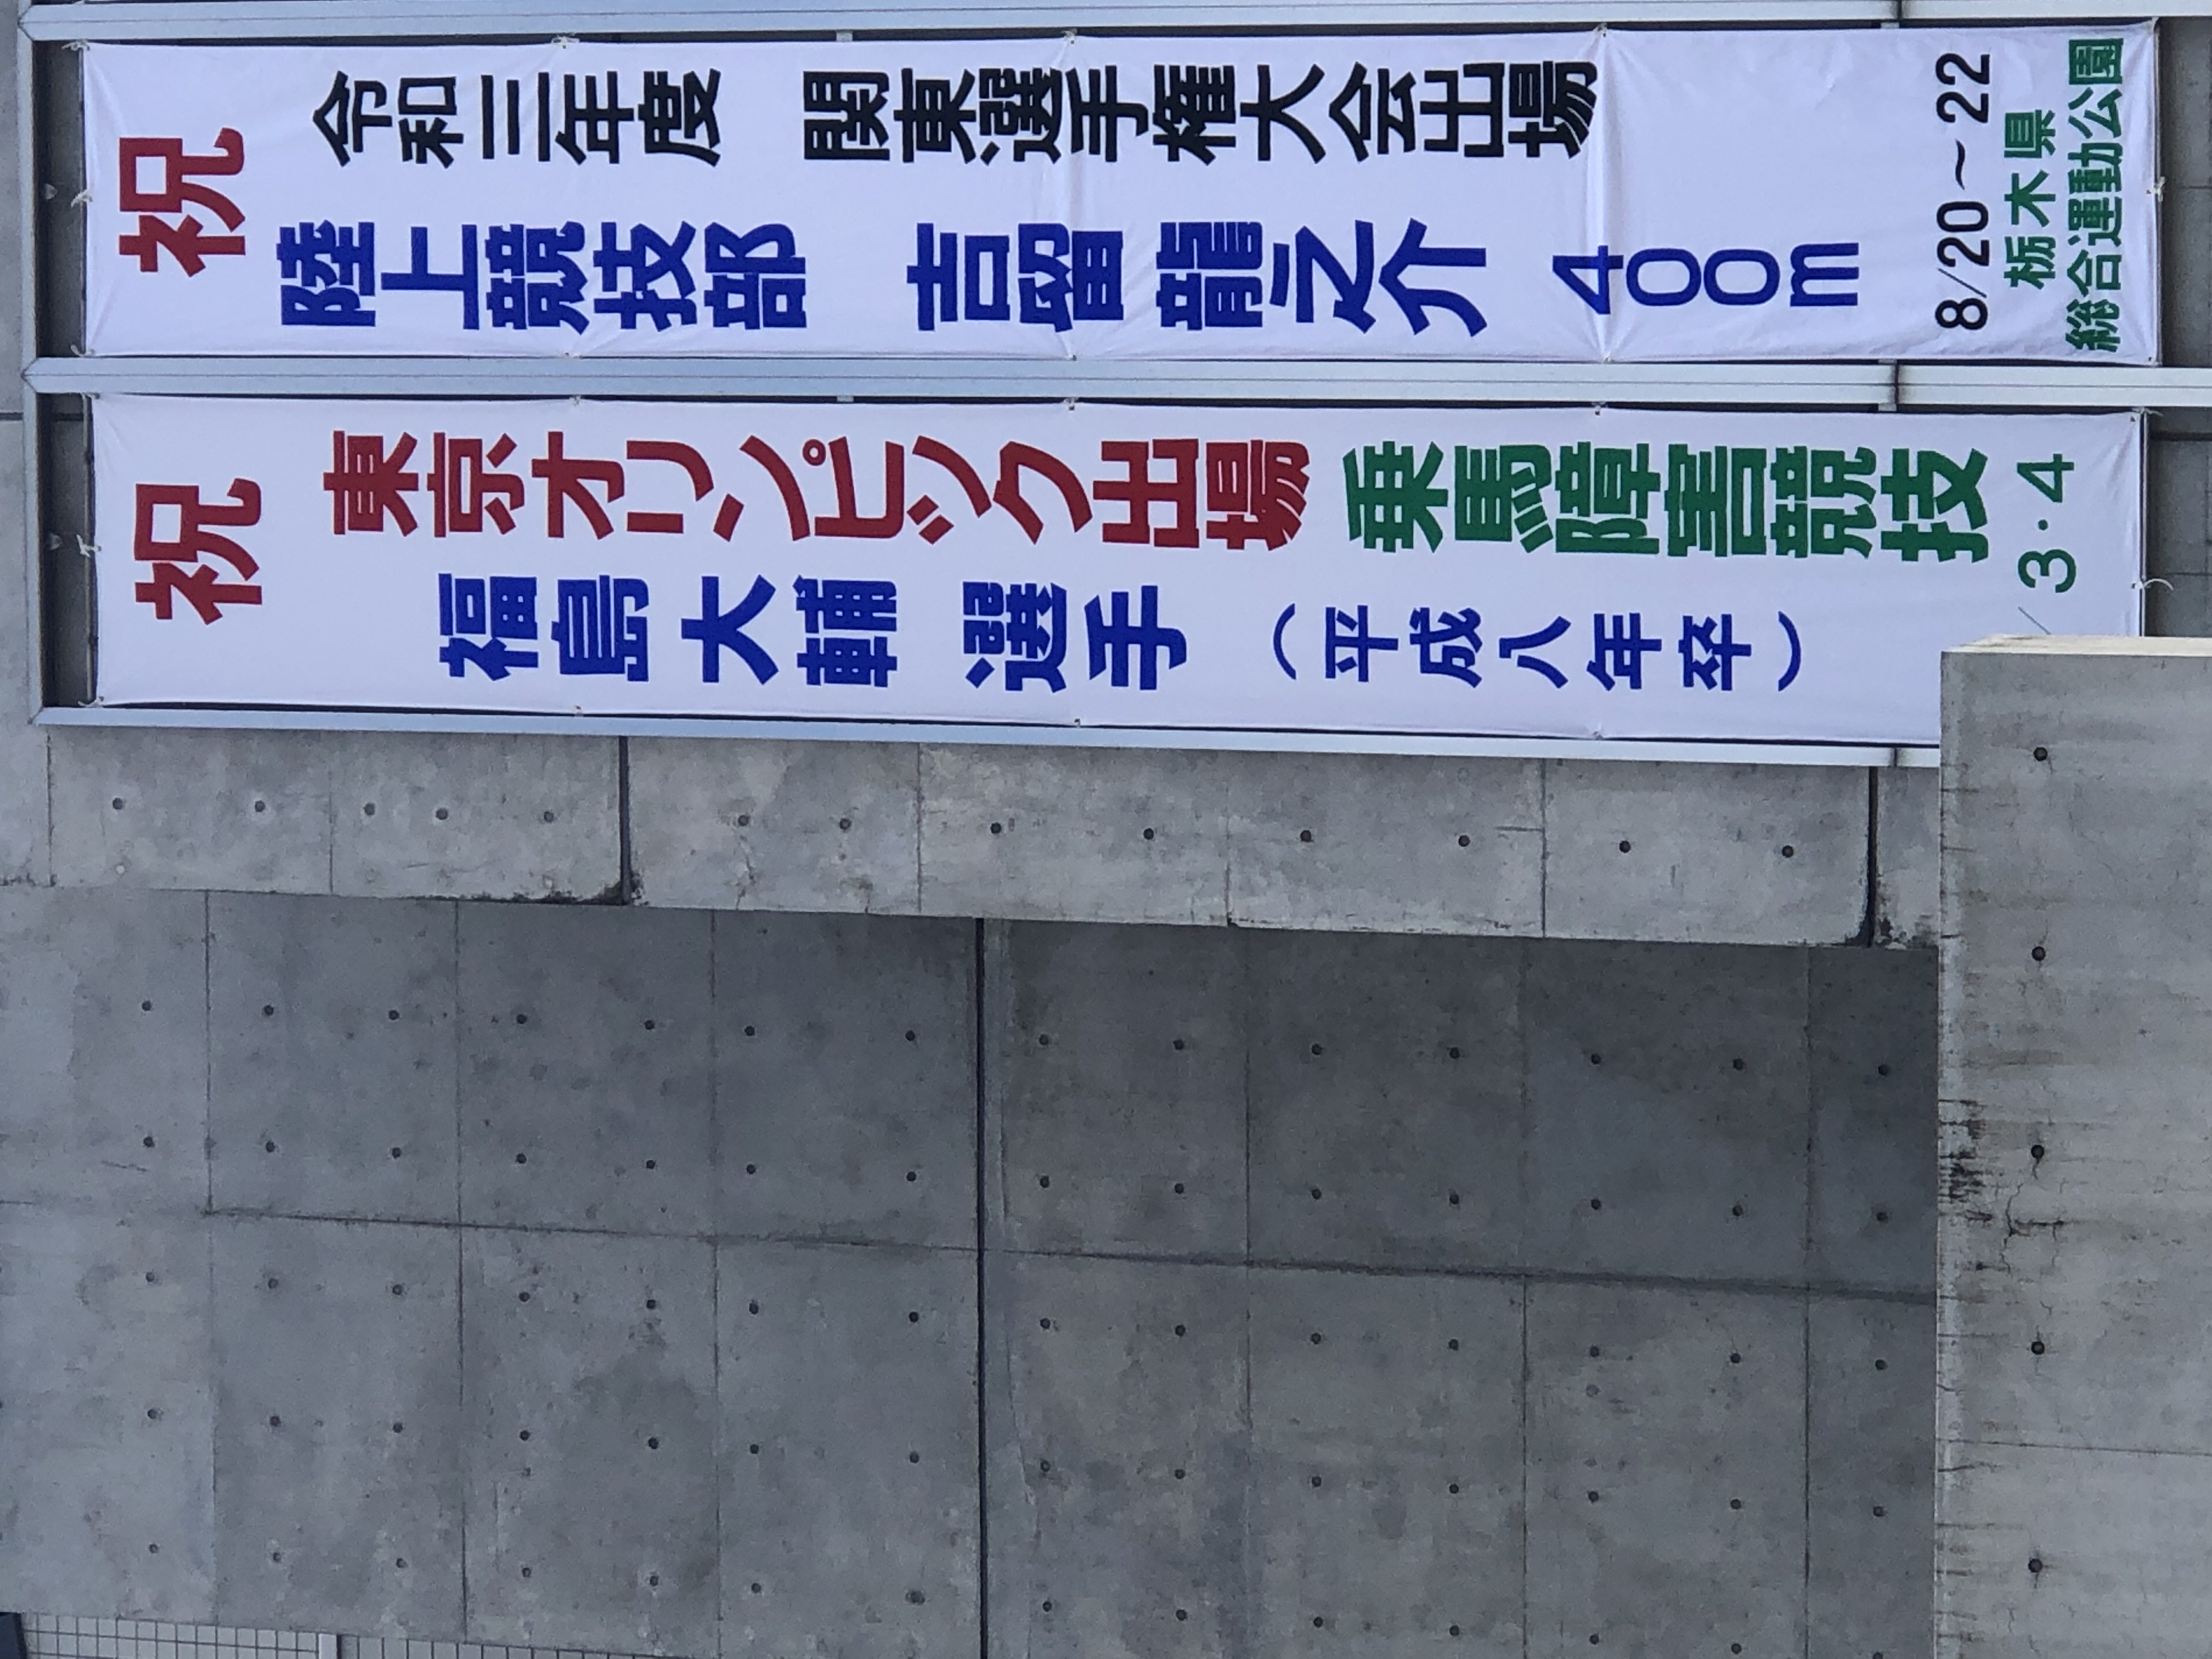 祝
令和三年度 関東選手権大会出場
陸上競技部 吉留龍之介 400m
8/20~22
栃木県
総合運動公園
祝
東京オリンピック出場 乗馬障害競技
福島大輔 選手 (平成八年卒)
/3・4